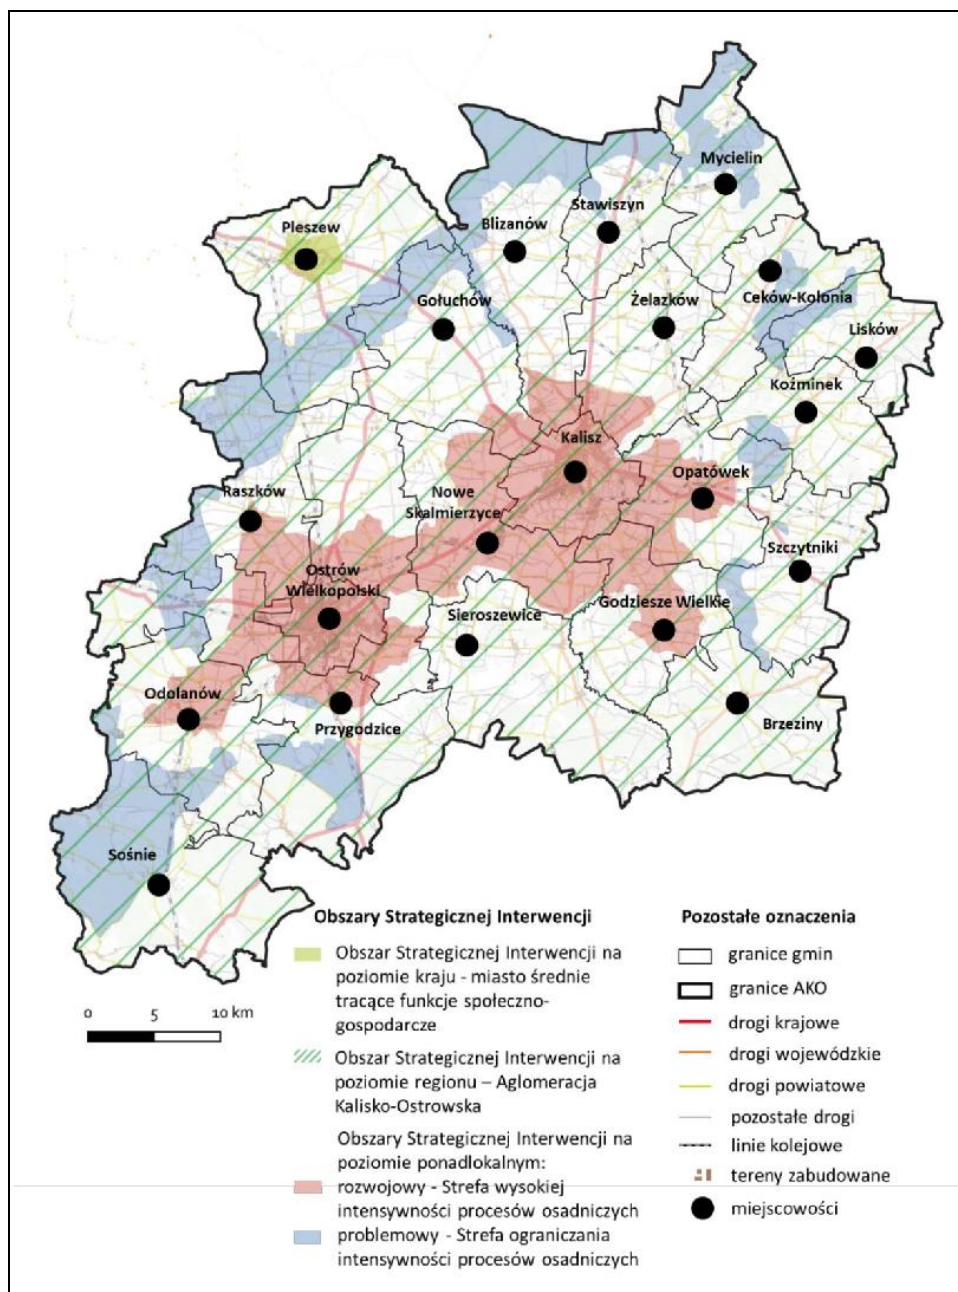 Mycielin
Stawiszyn
Blizanów
Pleszew
Gołuchów
Żelazków
Ceków-Kolonia
Lisków
Koźminek
Kalisz
Opatówek
Raszków
Nowe
Skalmierzyce
Szczytniki
Ostrów
Wielkopolski
Sieroszewice
Godziesze Wielkie
Odolanów
Przygodzice
Brzeziny
Sośnie
0 5 10 km
Obszary Strategicznej Interwencji
Obszar Strategicznej Interwencji na
poziomie kraju - miasto średnie
tracące funkcje społeczno-
gospodarcze
Obszar Strategicznej Interwencji na
poziomie regionu – Aglomeracja
Kalisko-Ostrowska
Obszary Strategicznej Interwencji na
poziomie ponadlokalnym:
rozwojowy - Strefa wysokiej
intensywności procesów osadniczych
problemowy - Strefa ograniczania
intensywności procesów osadniczych
Pozostałe oznaczenia
granice gmin
granice AKO
drogi krajowe
drogi wojewódzkie
drogi powiatowe
pozostałe drogi
linie kolejowe
tereny zabudowane
miejscowości